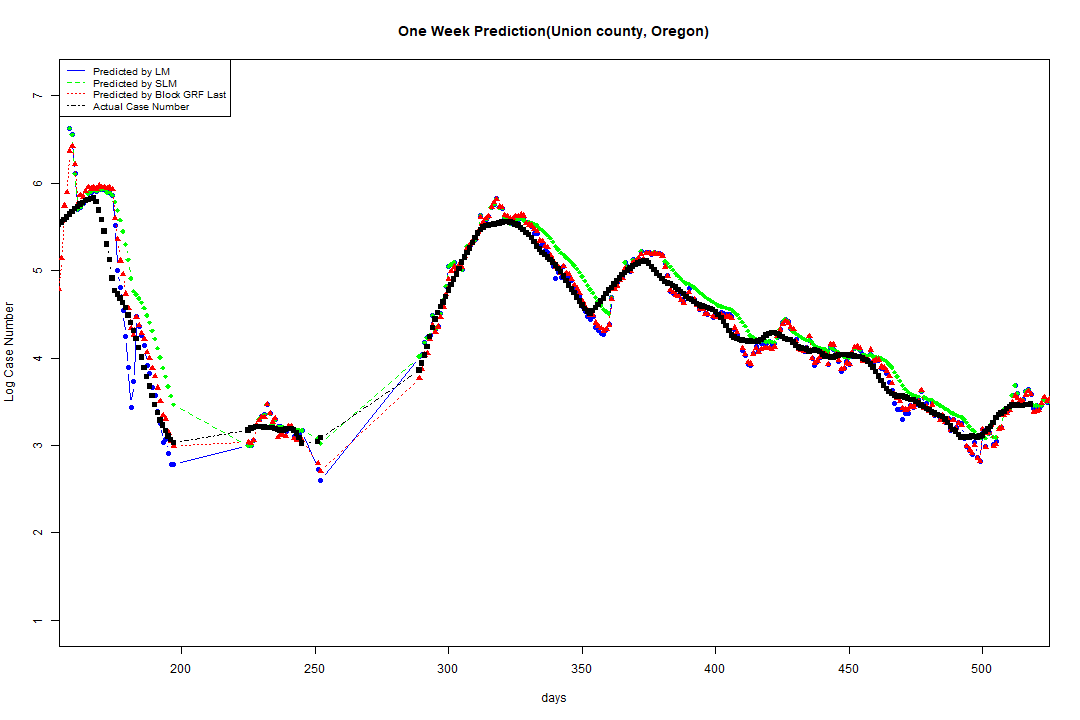 One Week Prediction(Union county, Oregon)
Predicted by LM
Predicted by SLM
Predicted by Block GRF Last
Actual Case Number
7
6
5
4
3
2
1
Log Case Number
200 250 300 350 400 450 500
days